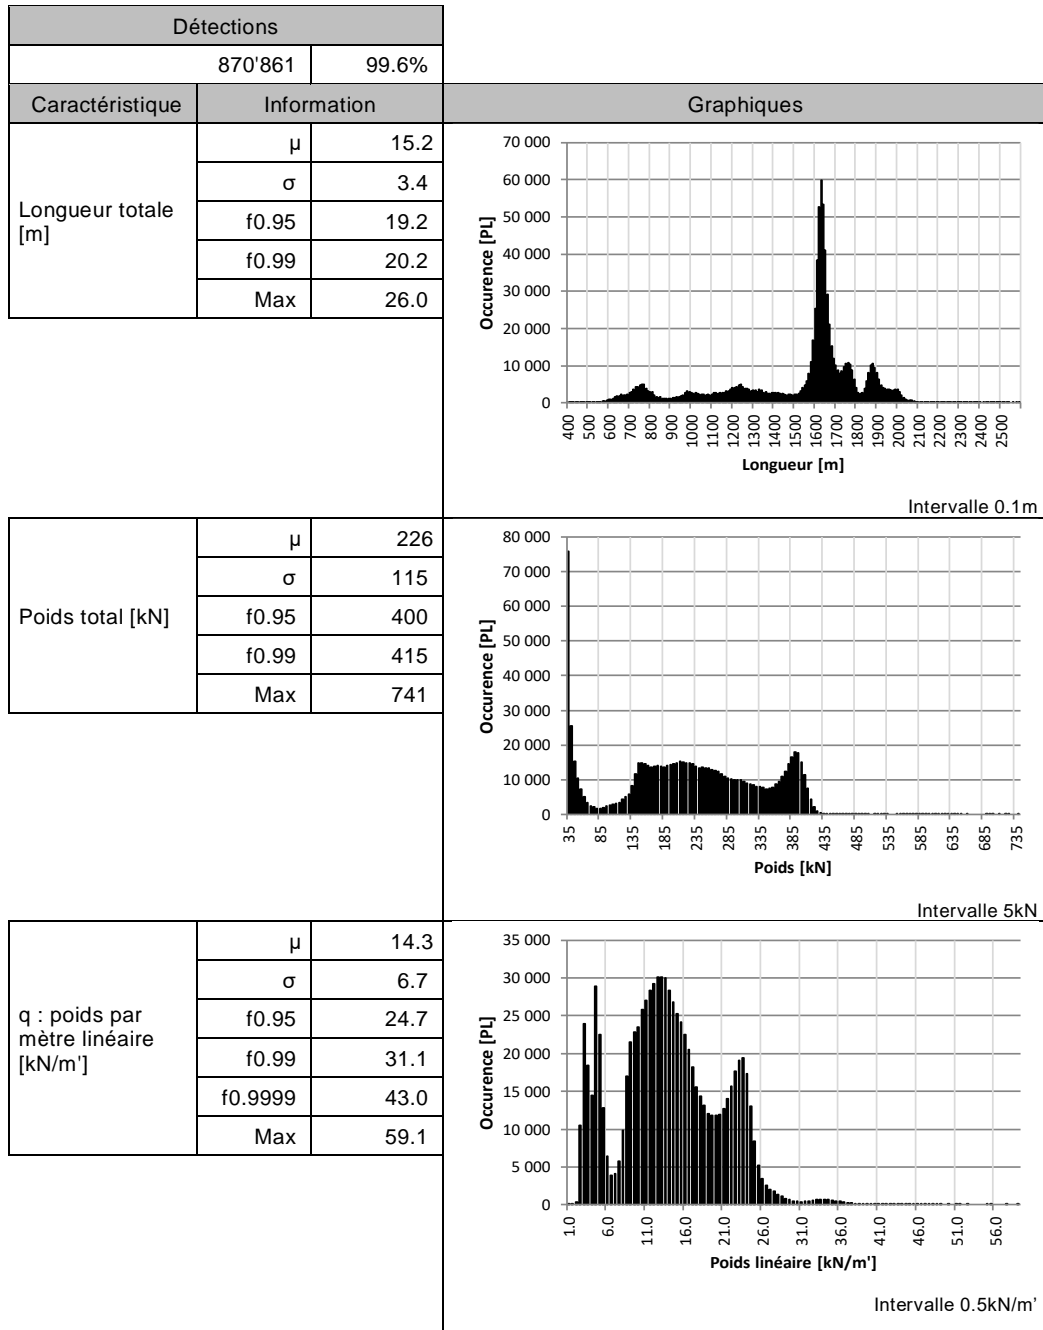 Détections
870'861 99.6%
Caractéristique Information Graphiques
Longueur totale
[m]
μ 15.2
σ 3.4
f0.95 19.2
f0.99 20.2
Max 26.0
70 000
60 000
50 000
40 000
30 000
20 000
10 000
0
Occurence [PL]
400 500 600 700 800 900 1000 1100 1200 1300 1400 1500 1600 1700 1800 1900 2000 2100 2200 2300 2400 2500
Longueur [m]
Intervalle 0.1m
Poids total [kN]
μ 226
σ 115
f0.95 400
f0.99 415
Max 741
80 000
70 000
60 000
50 000
40 000
30 000
20 000
10 000
0
Occurence [PL]
35 85 135 185 235 285 335 385 435 485 535 585 635 685 735
Poids [kN]
Intervalle 5kN
q : poids par
mètre linéaire
[kN/m']
μ 14.3
σ 6.7
f0.95 24.7
f0.99 31.1
f0.9999 43.0
Max 59.1
35 000
30 000
25 000
20 000
15 000
10 000
5 000
0
Occurence [PL]
1.0 6.0 11.0 16.0 21.0 26.0 31.0 36.0 41.0 46.0 51.0 56.0
Poids linéaire [kN/m']
Intervalle 0.5kN/m’